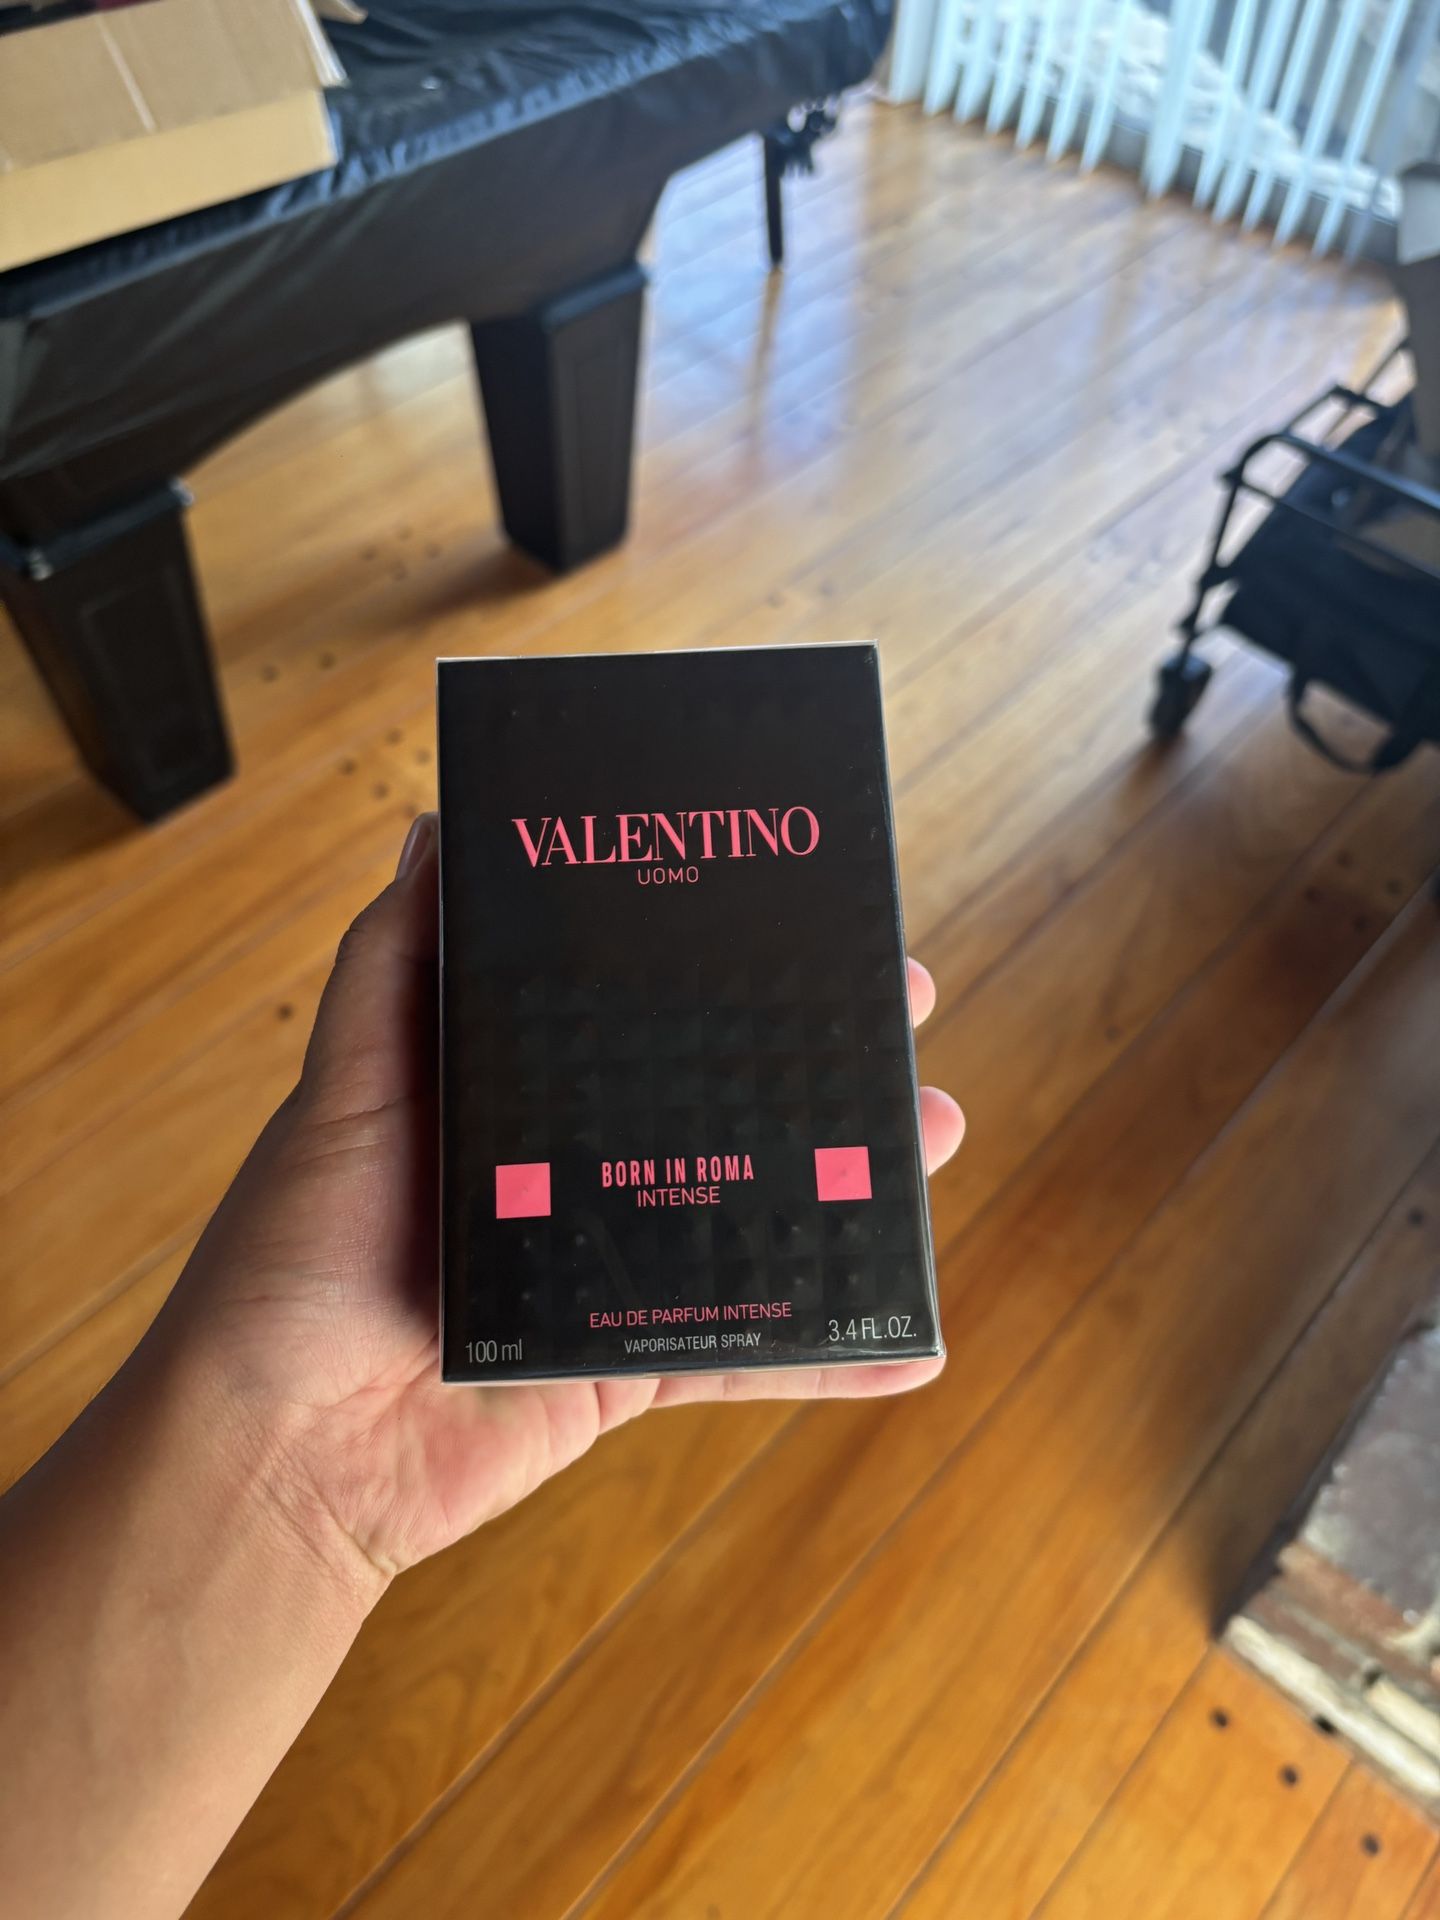 VALENTINO
UOMO
BORN IN ROMA
INTENSE
EAU DE PARFUM INTENSE
100 ml VAPORISATEUR SPRAY 3.4 FL.OZ.